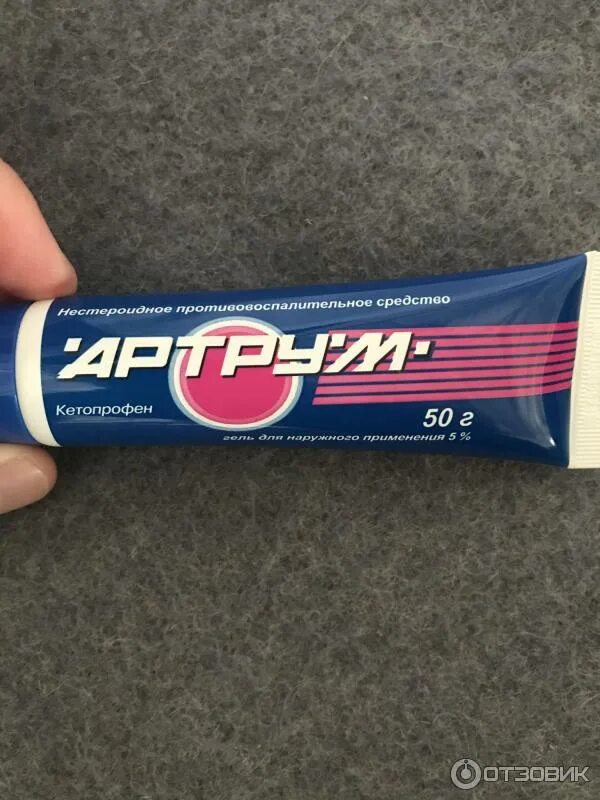 Нестероидное противовоспалительное средство
'АРТРУМ'
Кетопрофен
50 г
гель для наружного применения 5 %
ОТЗОВИК